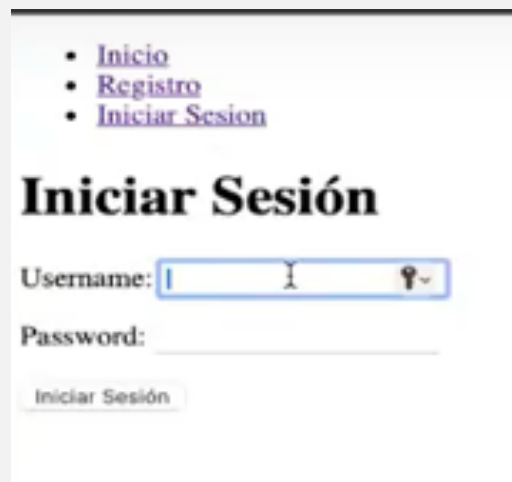 Inicio
Registro
Iniciar Sesion
Iniciar Sesión
Username:
Password:
Iniciar Sesión